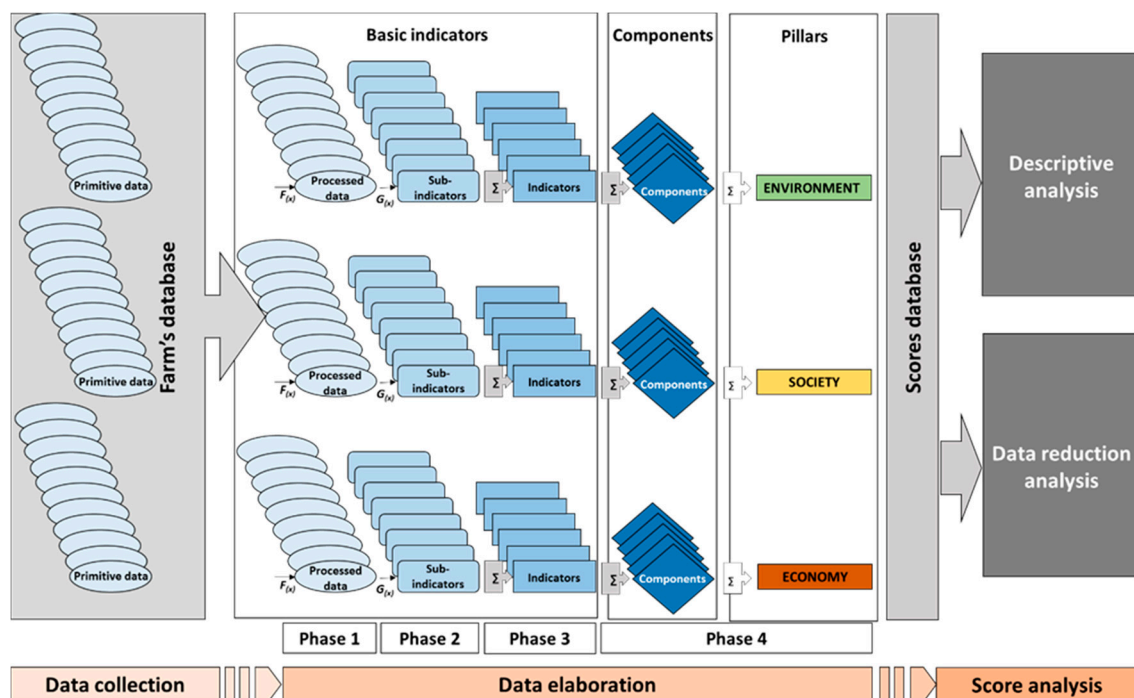 Basic indicators
Components
Pillars
Farm's database
Primitive data
F(x)
Processed
data
G(x)
Sub-
indicators
Σ
Indicators
Σ
Components
Σ
ENVIRONMENT
Primitive data
F(x)
Processed
data
G(x)
Sub-
indicators
Σ
Indicators
Σ
Components
Σ
SOCIETY
Primitive data
F(x)
Processed
data
G(x)
Sub-
indicators
Σ
Indicators
Σ
Components
Σ
ECONOMY
Scores database
Descriptive
analysis
Data reduction
analysis
Phase 1
Phase 2
Phase 3
Phase 4
Data collection
Data elaboration
Score analysis